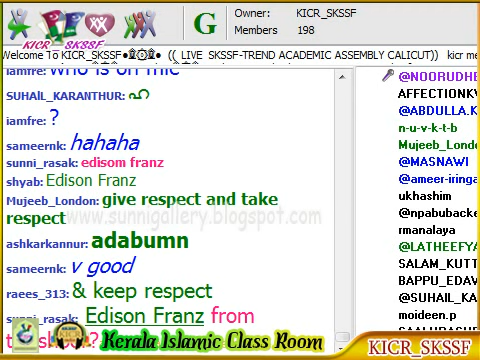 KICR SKSSF
G
Owner: KICR_SKSSF
Members 198
Welcome To KICR_SKSSF
(( LIVE SKSSF-TREND ACADEMIC ASSEMBLY CALICUT)) kicr me
iamfre: who is on mic
SUHAIL_KARANTHUR: ഹ
iamfre: ?
sameernk: hahaha
sunni_rasak: edisom franz
shyab: Edison Franz
Mujeeb_London: give respect and take
respect
www.sunnigallery.blogspot.com
ashkarkannur: adabumn
sameernk: v good
raees_313: & keep respect
sunni_rasak: Edison Franz from
?
@NOORUDHE
AFFECTIONKV
@ABDULLA.K
n-u-v-k-t-b
Mujeeb_Londo
@MASNAWI
@ameer-iringa
ukhashim
@npabubacke
rmanalaya
@LATHEEFYA
SALAM_KUTT
BAPPU_EDAV
@SUHAIL_KA
moideen.p
Kerala Islamic Class Room
KICR_SKSSF